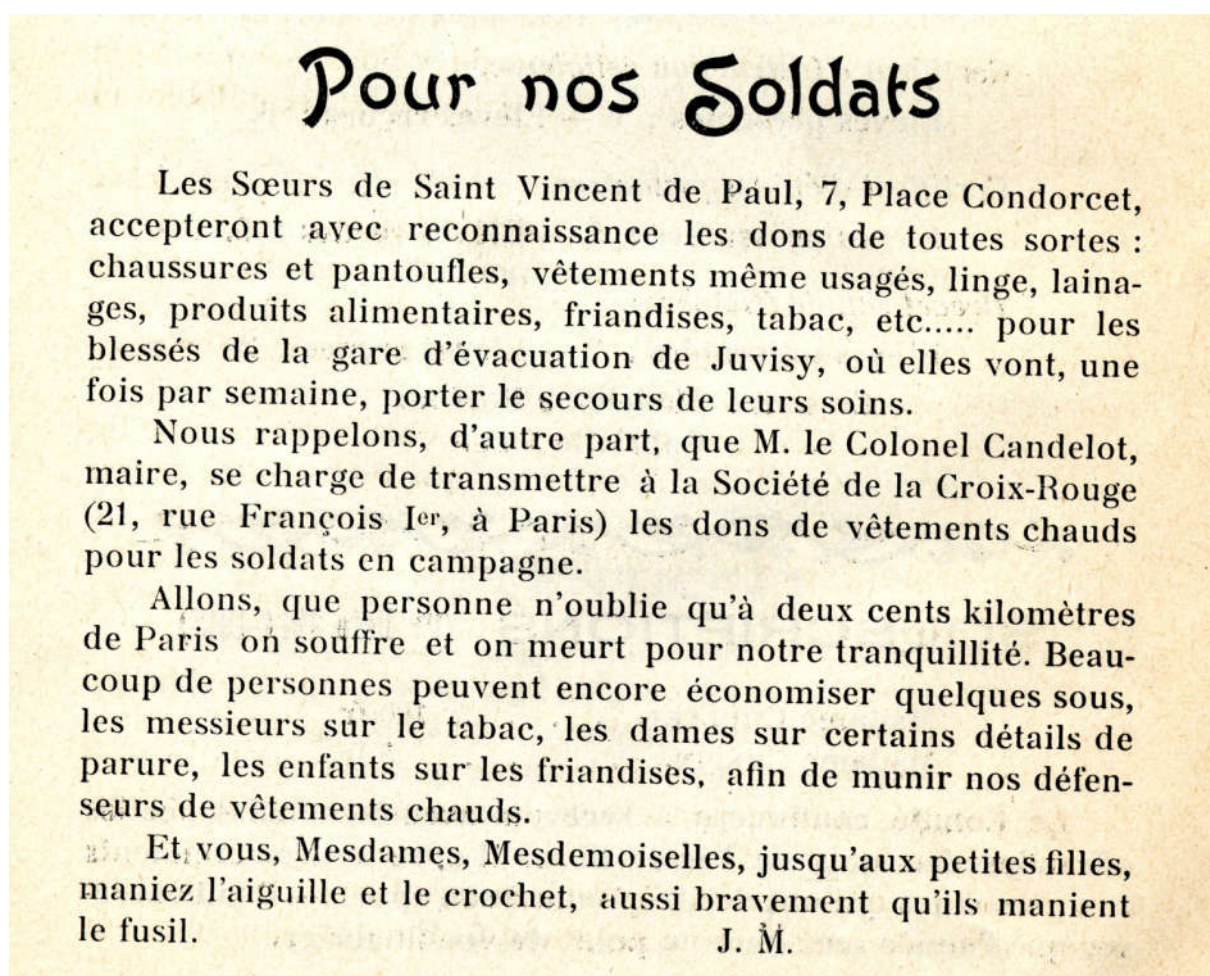 Pour nos Soldats
Les Sœurs de Saint Vincent de Paul, 7, Place Condorcet,
accepteront avec reconnaissance les dons de toutes sortes :
chaussures et pantoufles, vêtements même usagés, linge, laina-
ges, produits alimentaires, friandises, tabac, etc..... pour les
blessés de la gare d'évacuation de Juvisy, où elles vont, une
fois par semaine, porter le secours de leurs soins.
Nous rappelons, d'autre part, que M. le Colonel Candelot,
maire, se charge de transmettre à la Société de la Croix-Rouge
(21, rue François Ier, à Paris) les dons de vêtements chauds
pour les soldats en campagne.
Allons, que personne n'oublie qu'à deux cents kilomètres
de Paris on souffre et on meurt pour notre tranquillité. Beau-
coup de personnes peuvent encore économiser quelques sous,
les messieurs sur le tabac, les dames sur certains détails de
parure, les enfants sur les friandises, afin de munir nos défen-
seurs de vêtements chauds.
Et vous, Mesdames, Mesdemoiselles, jusqu'aux petites filles,
maniez l'aiguille et le crochet, aussi bravement qu'ils manient
le fusil. J. M.